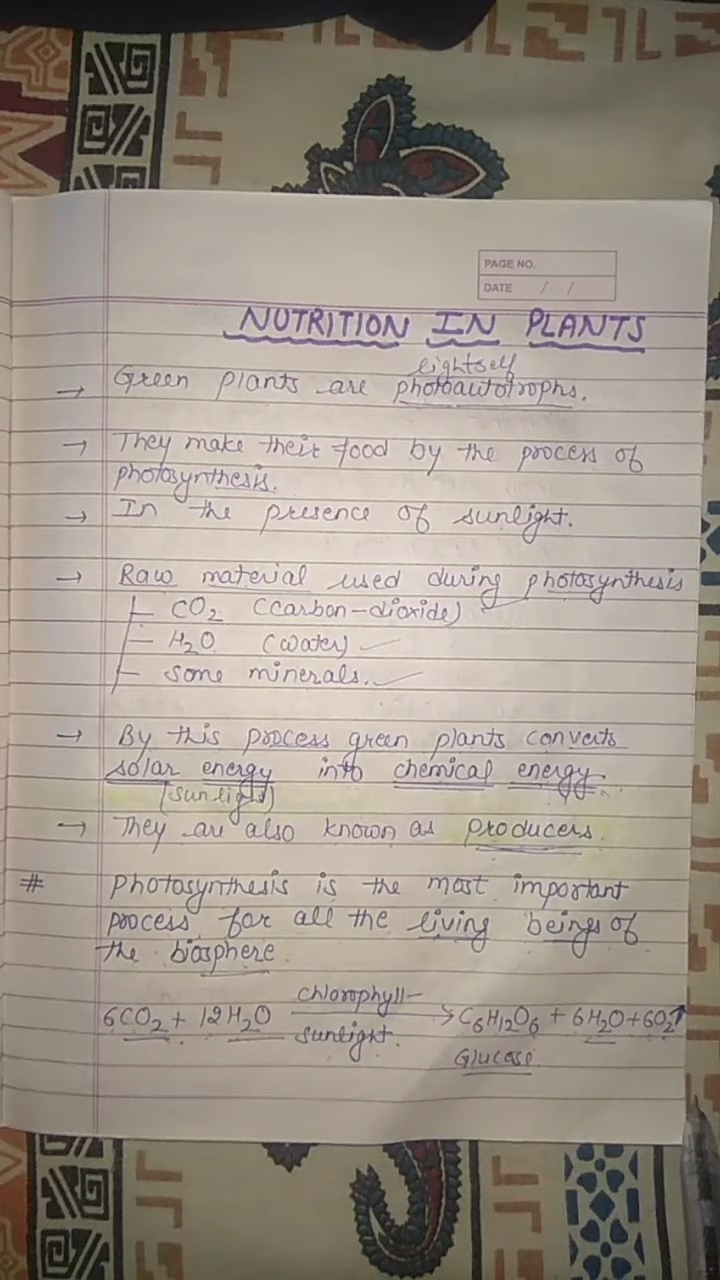 PAGE NO.
DATE / /
NUTRITION IN PLANTS
light self
→ Green plants are photoautotrophs.
→ They make their food by the process of
photosynthesis.
→ In the presence of sunlight.
→ Raw material used during photosynthesis
CO2 (carbon-dioxide)
H2O (water)
some minerals.
→ By this process green plants converts
solar energy into chemical energy.
(sunlight)
→ They are also known as producers.
# Photosynthesis is the most important
process for all the living beings of
the biosphere.
chlorophyll
6CO2 + 12H2O → C6H12O6 + 6H2O + 6O2↑
sunlight.
Glucose.